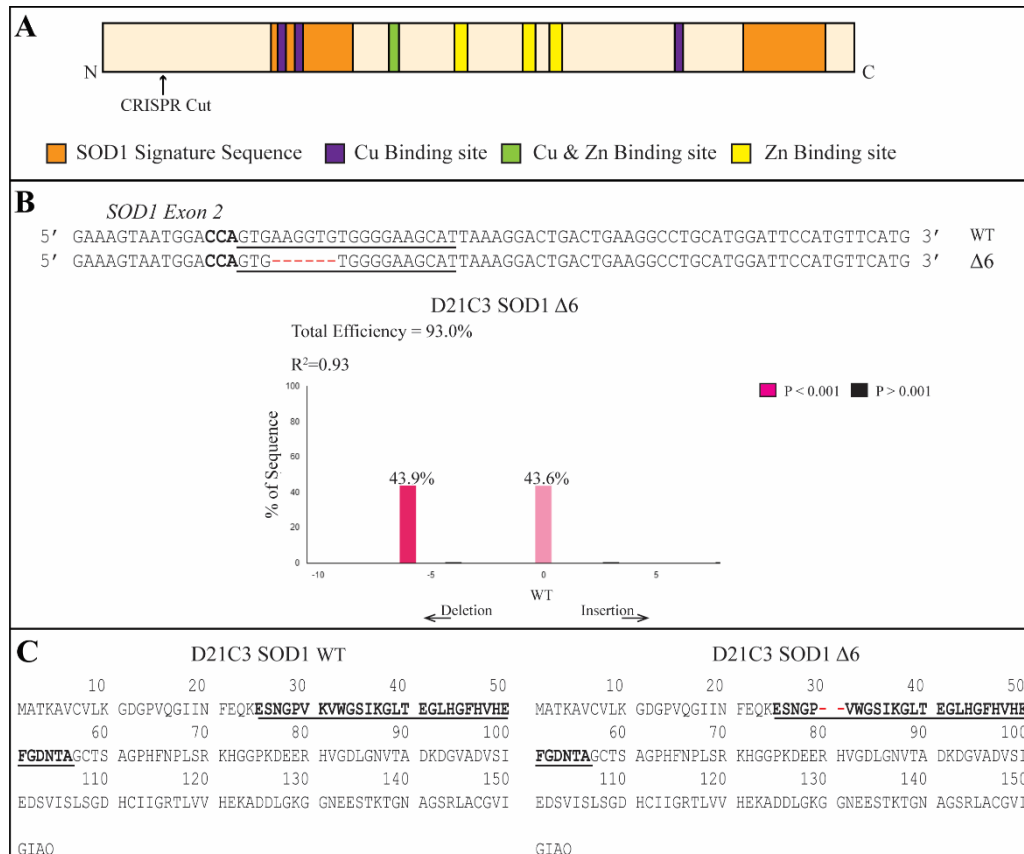 A
N
C
CRISPR Cut
SOD1 Signature Sequence Cu Binding site Cu & Zn Binding site Zn Binding site
B
SOD1 Exon 2
5′ GAAAGTAATGGACCAGTGAAGGTGTGGGGAAGCATTAAAGGACTGACTGAAGGCCTGCATGGATTCCATGTTCATG 3′ WT
5′ GAAAGTAATGGACCAGTG------TGGGGAAGCATTAAAGGACTGACTGAAGGCCTGCATGGATTCCATGTTCATG 3′ Δ6
D21C3 SOD1 Δ6
Total Efficiency = 93.0%
R²=0.93
P < 0.001 P > 0.001
% of Sequence
100
80
60
40
20
0
43.9% 43.6%
-10 -5 0 5
WT
Deletion Insertion
C
D21C3 SOD1 WT
10 20 30 40 50
MATKAVCVLK GDGPVQGIIN FEQKESNGPV KVWGSIKGLT EGLHGFHVHE
60 70 80 90 100
FGDNTAGCTS AGPHFNPLSR KHGGPKDEER HVGDLGNVTA DKDGVADVSI
110 120 130 140 150
EDSVISLSGD HCIIGRTLVV HEKADDLGKG GNEESTKTGN AGSRLACGVI
GIAQ
D21C3 SOD1 Δ6
10 20 30 40 50
MATKAVCVLK GDGPVQGIIN FEQKESNGP- -VWGSIKGLT EGLHGFHVHE
60 70 80 90 100
FGDNTAGCTS AGPHFNPLSR KHGGPKDEER HVGDLGNVTA DKDGVADVSI
110 120 130 140 150
EDSVISLSGD HCIIGRTLVV HEKADDLGKG GNEESTKTGN AGSRLACGVI
GIAQ